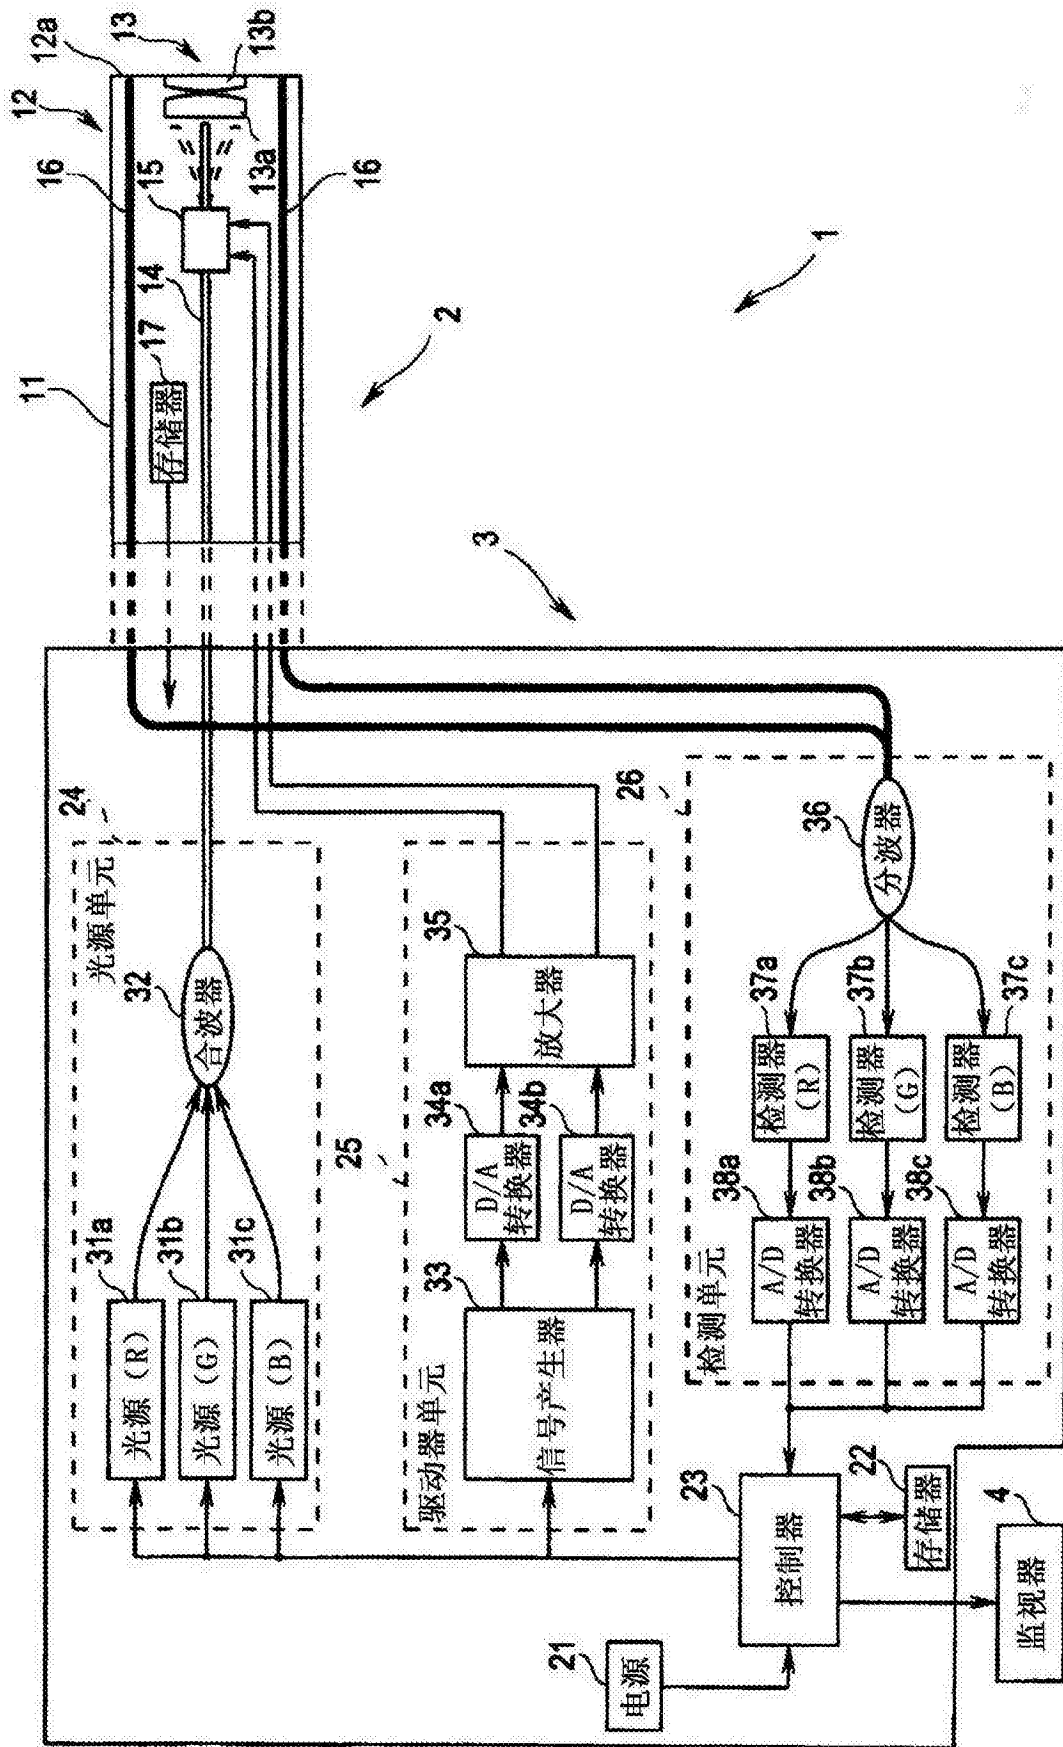 12
12a
13
13b
16
15
13a
16
14
17
11
存储器
2
1
3
24
光源单元
32
合波器
31a
光源（R）
31b
光源（G）
31c
光源（B）
25
驱动器单元
35
放大器
34a
D/A
转换器
34b
D/A
转换器
33
信号产生器
26
检测单元
36
分波器
37a
检测器
（R）
37b
检测器
（G）
37c
检测器
（B）
38a
A/D
转换器
38b
A/D
转换器
38c
A/D
转换器
23
控制器
22
存储器
21
电源
4
监视器